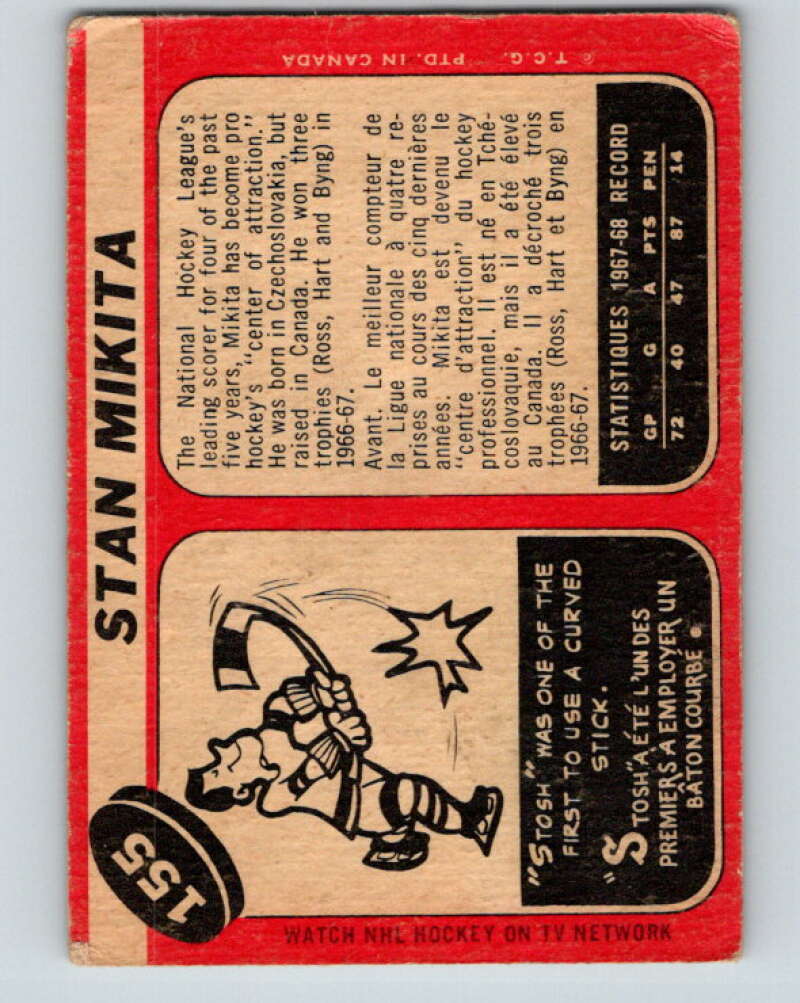 STAN MIKITA
155
"STOSH" WAS ONE OF THE
FIRST TO USE A CURVED
STICK.
"STOSH" A ÉTÉ L'UN DES
PREMIERS A EMPLOYER UN
BÂTON COURBÉ
WATCH NHL HOCKEY ON TV NETWORK
The National Hockey League's
leading scorer for four of the past
five years, Mikita has become pro
hockey's "center of attraction."
He was born in Czechoslovakia, but
raised in Canada. He won three
trophies (Ross, Hart and Byng) in
1966-67.
Avant. Le meilleur compteur de
la Ligue nationale à quatre re-
prises au cours des cinq dernières
années. Mikita est devenu le
"centre d'attraction" du hockey
professionnel. Il est né en Tché-
coslovaquie, mais il a été élevé
au Canada. Il a décroché trois
trophées (Ross, Hart et Byng) en
1966-67.
STATISTIQUES 1967-68 RECORD
GP G A PTS PEN
72 40 47 87 14
© T.C.G. PTD. IN CANADA